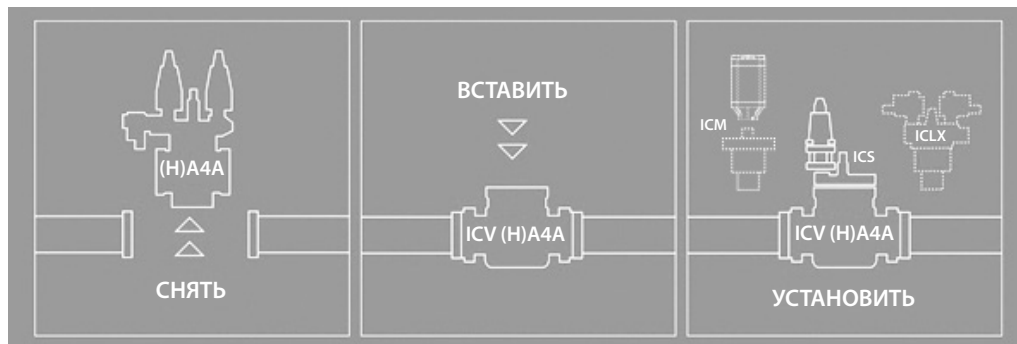 (H)A4A
СНЯТЬ
ВСТАВИТЬ
ICV (H)A4A
ICM
ICS
ICLX
ICV (H)A4A
УСТАНОВИТЬ